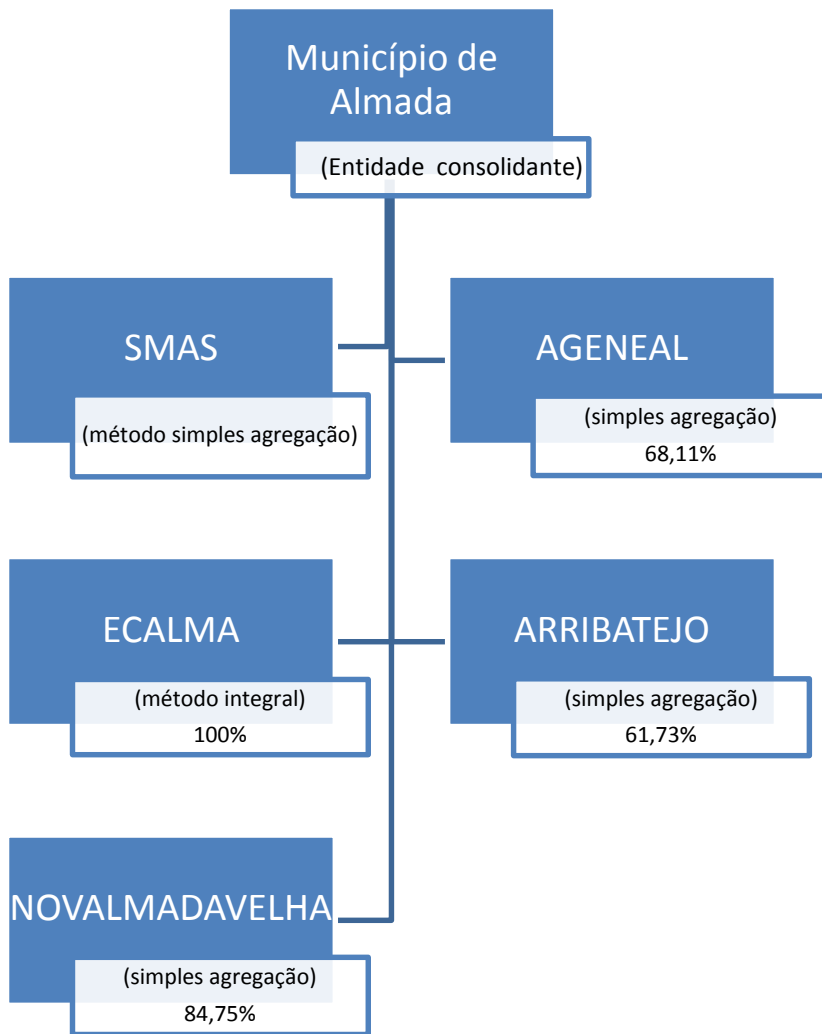 Município de
Almada
(Entidade consolidante)
SMAS
(método simples agregação)
AGENEAL
(simples agregação)
68,11%
ECALMA
(método integral)
100%
ARRIBATEJO
(simples agregação)
61,73%
NOVALMADAVELHA
(simples agregação)
84,75%